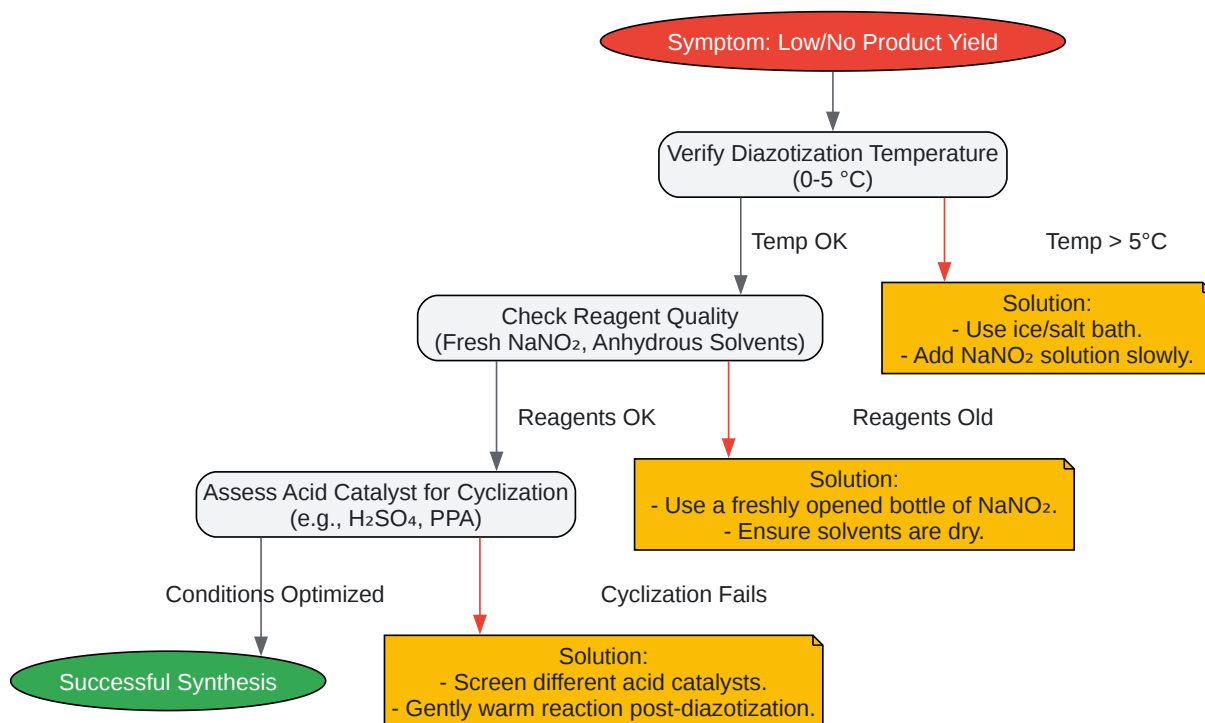 Symptom: Low/No Product Yield
Verify Diazotization Temperature
(0-5 °C)
Temp OK
Temp > 5°C
Solution:
- Use ice/salt bath.
- Add NaNO₂ solution slowly.
Check Reagent Quality
(Fresh NaNO₂, Anhydrous Solvents)
Reagents OK
Reagents Old
Solution:
- Use a freshly opened bottle of NaNO₂.
- Ensure solvents are dry.
Assess Acid Catalyst for Cyclization
(e.g., H₂SO₄, PPA)
Conditions Optimized
Cyclization Fails
Successful Synthesis
Solution:
- Screen different acid catalysts.
- Gently warm reaction post-diazotization.